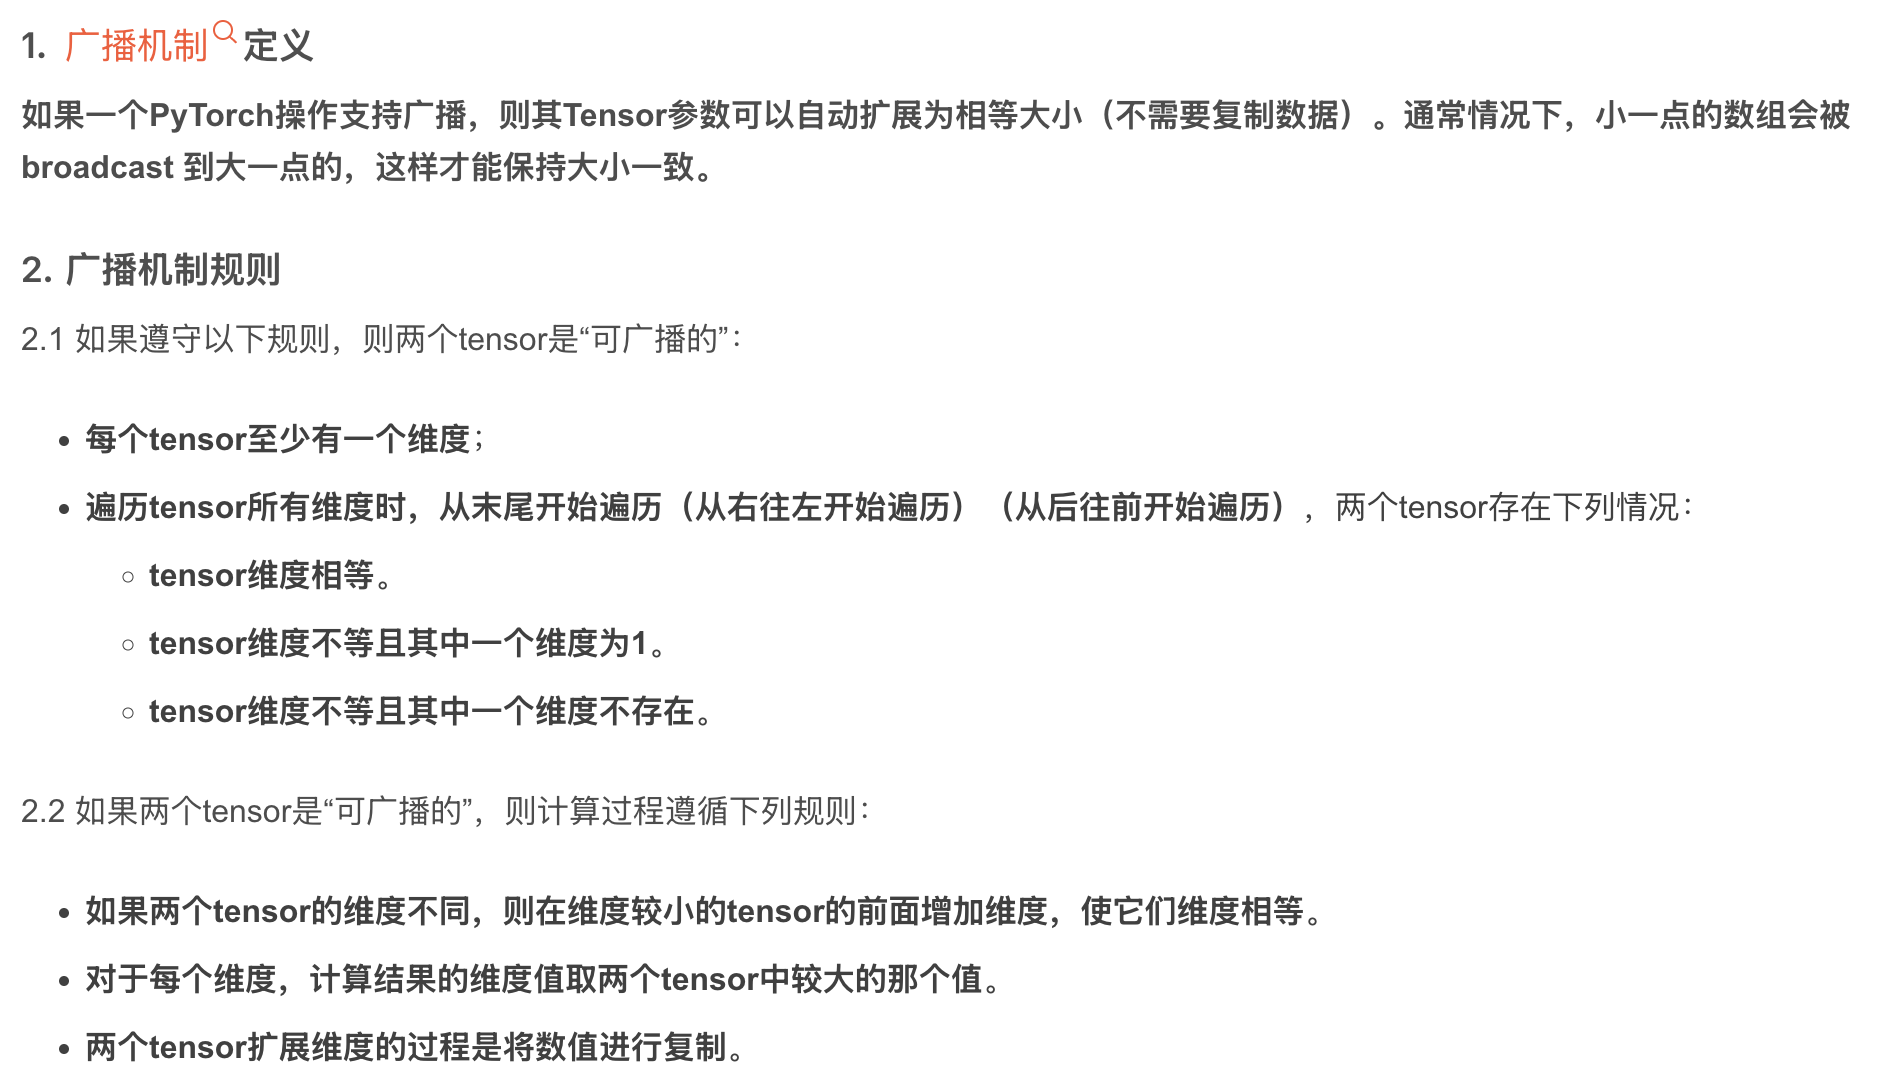 1. 广播机制定义
如果一个PyTorch操作支持广播，则其Tensor参数可以自动扩展为相等大小（不需要复制数据）。通常情况下，小一点的数组会被
broadcast 到大一点的，这样才能保持大小一致。
2. 广播机制规则
2.1 如果遵守以下规则，则两个tensor是“可广播的”：
• 每个tensor至少有一个维度；
• 遍历tensor所有维度时，从末尾开始遍历（从右往左开始遍历）（从后往前开始遍历），两个tensor存在下列情况：
◦ tensor维度相等。
◦ tensor维度不等且其中一个维度为1。
◦ tensor维度不等且其中一个维度不存在。
2.2 如果两个tensor是“可广播的”，则计算过程遵循下列规则：
• 如果两个tensor的维度不同，则在维度较小的tensor的前面增加维度，使它们维度相等。
• 对于每个维度，计算结果的维度值取两个tensor中较大的那个值。
• 两个tensor扩展维度的过程是将数值进行复制。